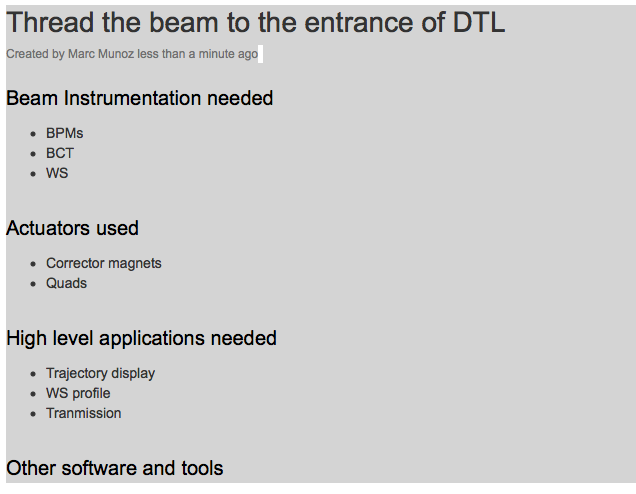 Thread the beam to the entrance of DTL
Created by Marc Munoz less than a minute ago
Beam Instrumentation needed
• BPMs
• BCT
• WS
Actuators used
• Corrector magnets
• Quads
High level applications needed
• Trajectory display
• WS profile
• Tranmission
Other software and tools